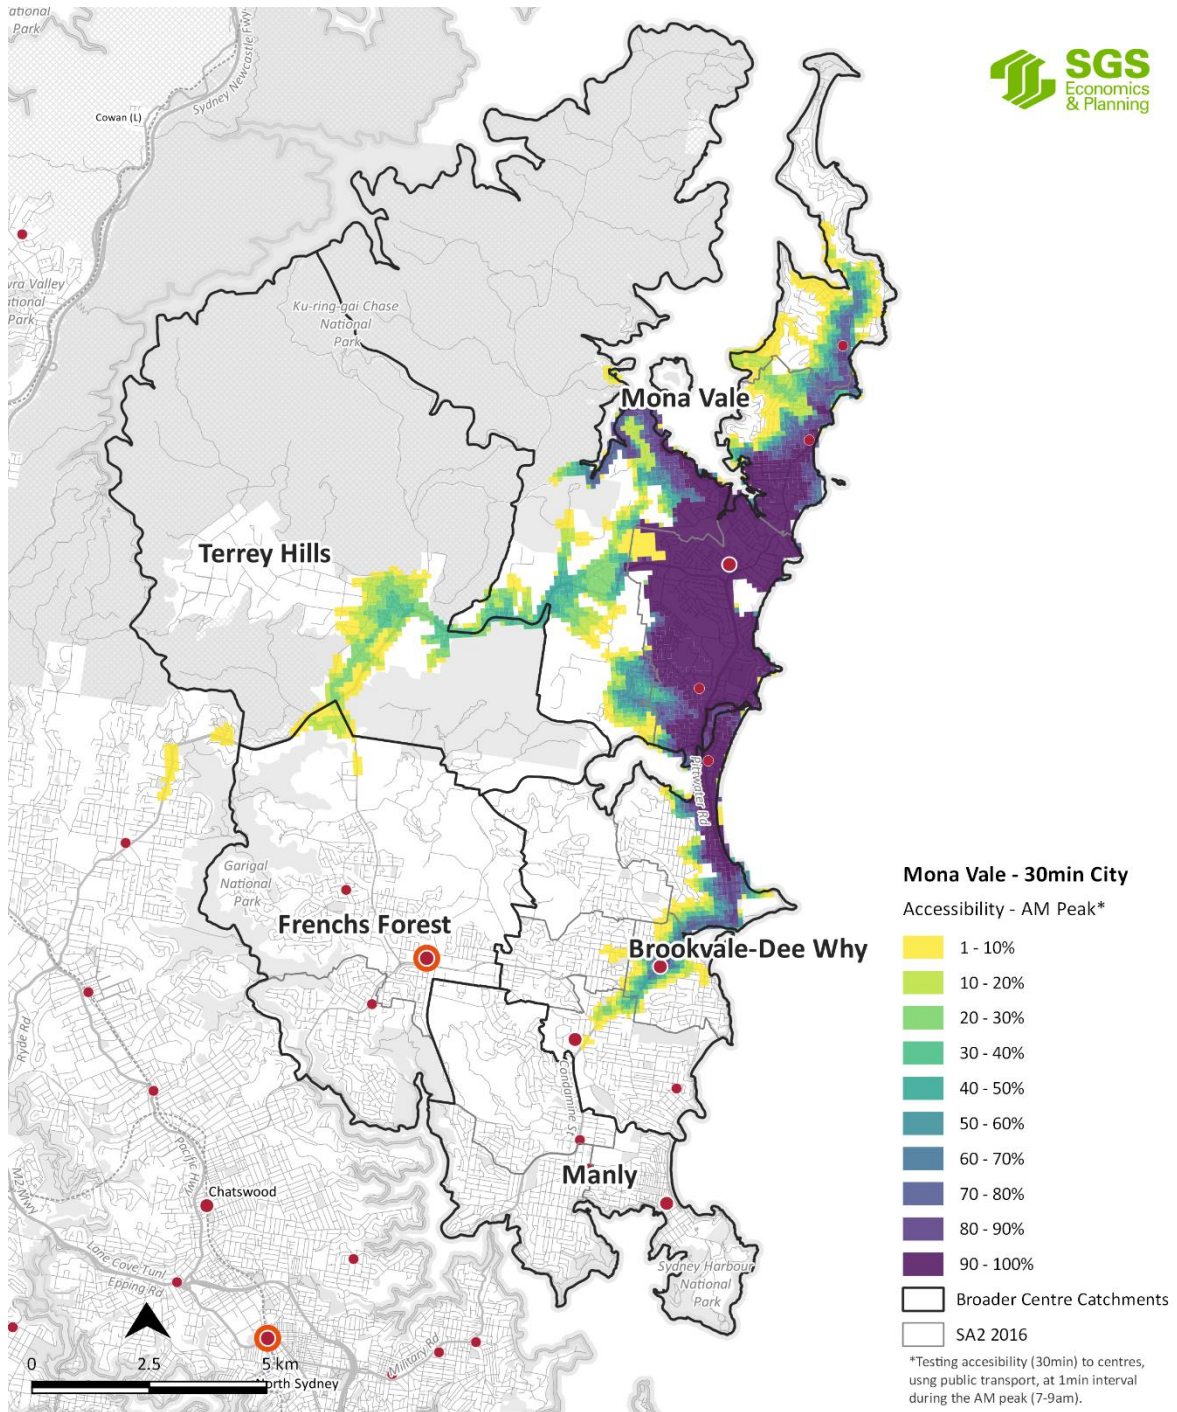 ational
Park
Sydney Newcastle Fwy
SGS
Economics
& Planning
Cowan (L)
Ku-ring-gai Chase
National
Park
Mona Vale
Terrey Hills
Pittwater Rd
Garigal
National
Park
Frenchs Forest
Brookvale-Dee Why
Ryde Rd
Condamine St
Manly
Pacific Hwy
M2 Mwy
Chatswood
Lane Cove Tunl
Epping Rd
Sydney Harbour
National
Park
Military Rd
0 2.5 5 km
North Sydney
Mona Vale - 30min City
Accessibility - AM Peak*
1 - 10%
10 - 20%
20 - 30%
30 - 40%
40 - 50%
50 - 60%
60 - 70%
70 - 80%
80 - 90%
90 - 100%
Broader Centre Catchments
SA2 2016
*Testing accesibility (30min) to centres,
usng public transport, at 1min interval
during the AM peak (7-9am).